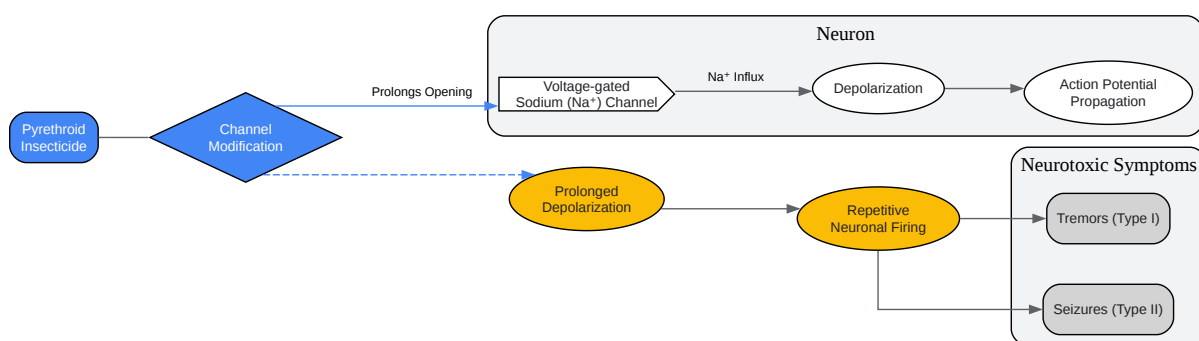 Neuron
Prolongs Opening
Voltage-gated
Sodium (Na⁺) Channel
Na⁺ Influx
Depolarization
Action Potential
Propagation
Pyrethroid
Insecticide
Channel
Modification
Neurotoxic Symptoms
Prolonged
Depolarization
Repetitive
Neuronal Firing
Tremors (Type I)
Seizures (Type II)